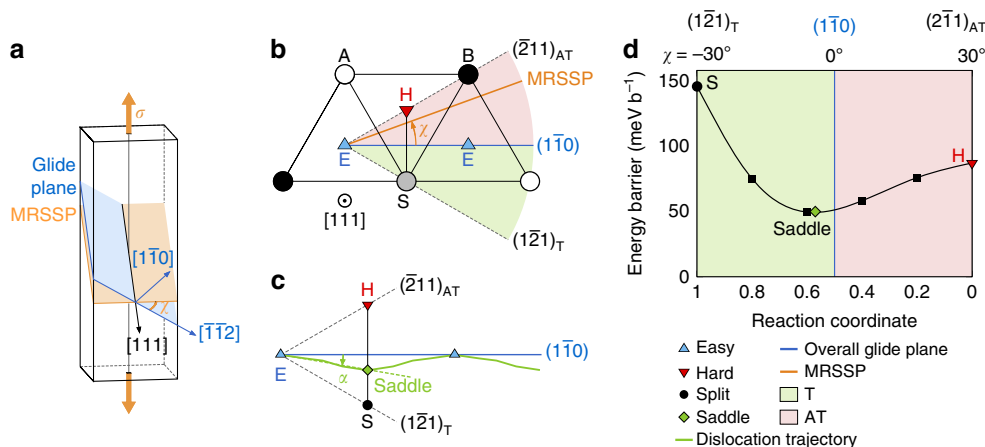 a
σ
Glide
plane
MRSSP
[11̄0]
χ
[111]
[1̄1̄2]
b
A
B
(2̄11)AT
MRSSP
H
χ
(11̄0)
E
E
S
[111]
(12̄1)T
c
H
(2̄11)AT
(11̄0)
E
α
Saddle
S
(12̄1)T
d
(12̄1)T
(11̄0)
(2̄1̄1)AT
χ = –30°
0°
30°
Energy barrier (meV b⁻¹)
150
100
50
0
S
Saddle
H
1
0.8
0.6
0.4
0.2
0
Reaction coordinate
Easy
Hard
Split
Saddle
Dislocation trajectory
Overall glide plane
MRSSP
T
AT